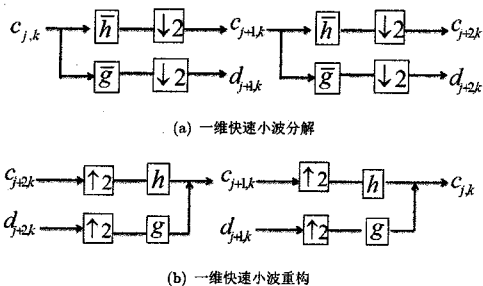 c_{j,k} h̅ ↓2 c_{j+1,k} h̅ ↓2 c_{j+2,k}
g̅ ↓2 d_{j+1,k} g̅ ↓2 d_{j+2,k}
(a) 一维快速小波分解
c_{j+2,k} ↑2 h c_{j+1,k} ↑2 h c_{j,k}
d_{j+2,k} ↑2 g d_{j+1,k} ↑2 g
(b) 一维快速小波重构